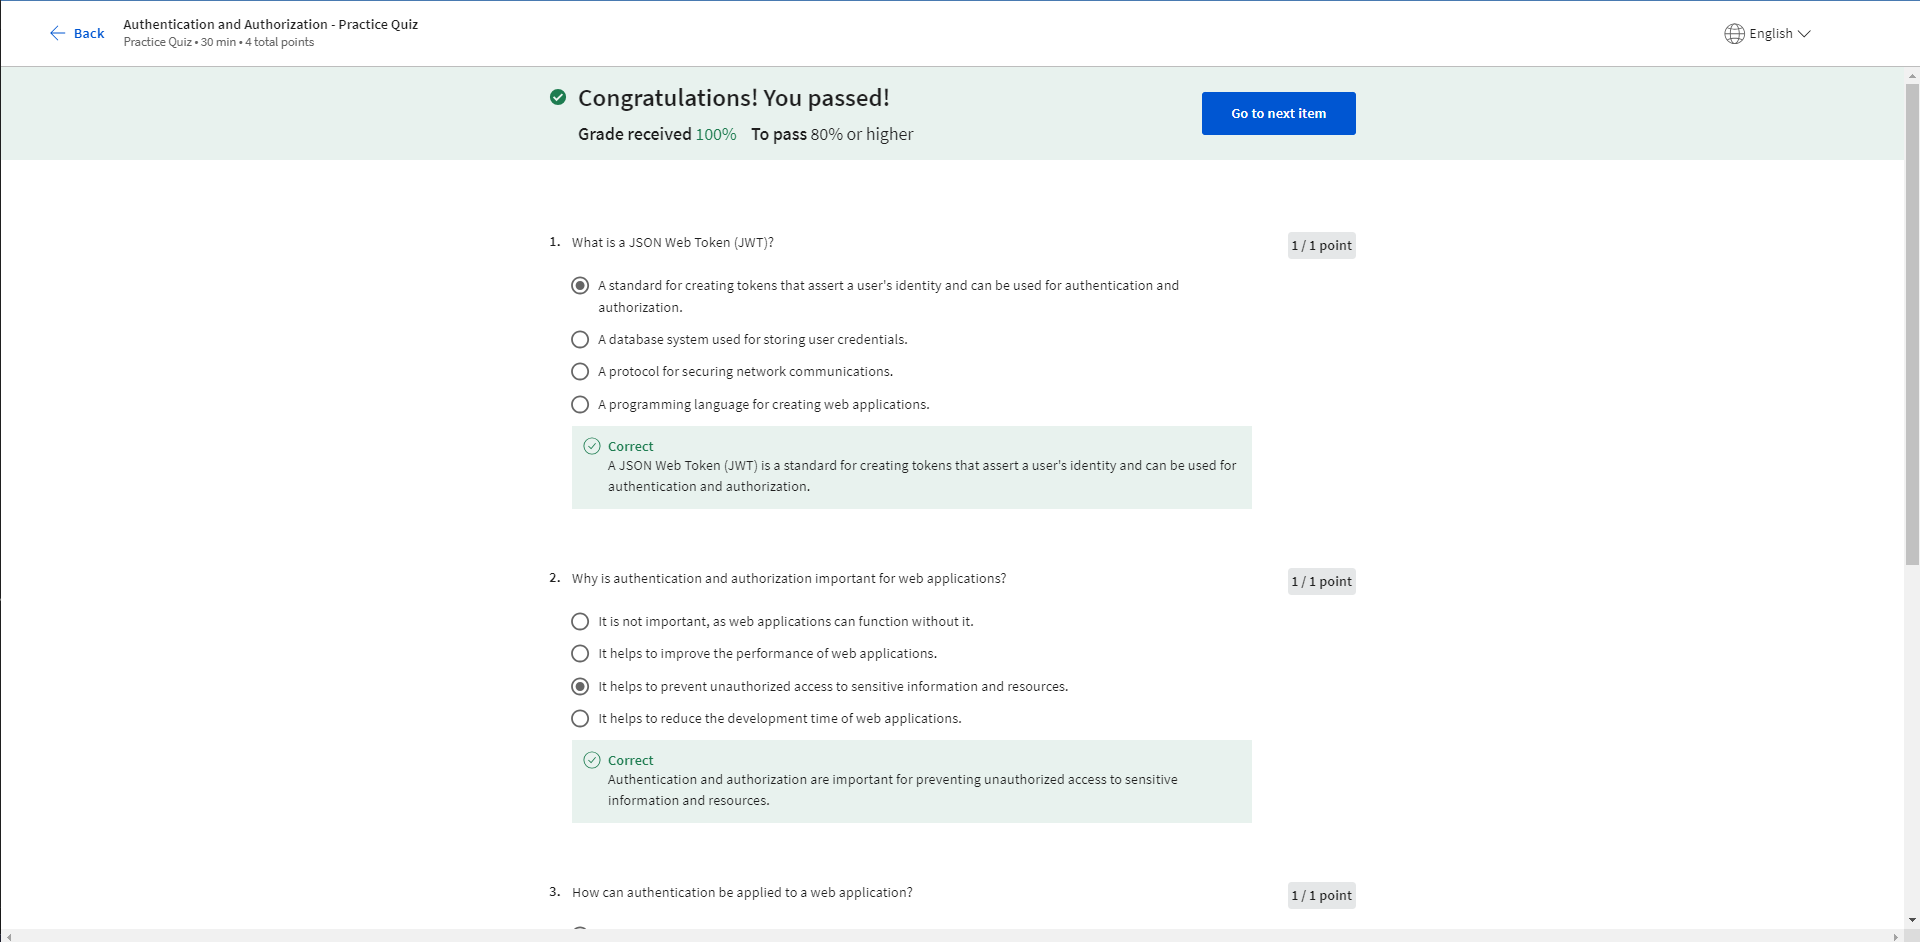 Back
Authentication and Authorization - Practice Quiz
Practice Quiz • 30 min • 4 total points
English
Congratulations! You passed!
Grade received 100% To pass 80% or higher
Go to next item
1. What is a JSON Web Token (JWT)?
1 / 1 point
A standard for creating tokens that assert a user's identity and can be used for authentication and
authorization.
A database system used for storing user credentials.
A protocol for securing network communications.
A programming language for creating web applications.
Correct
A JSON Web Token (JWT) is a standard for creating tokens that assert a user's identity and can be used for
authentication and authorization.
2. Why is authentication and authorization important for web applications?
1 / 1 point
It is not important, as web applications can function without it.
It helps to improve the performance of web applications.
It helps to prevent unauthorized access to sensitive information and resources.
It helps to reduce the development time of web applications.
Correct
Authentication and authorization are important for preventing unauthorized access to sensitive
information and resources.
3. How can authentication be applied to a web application?
1 / 1 point